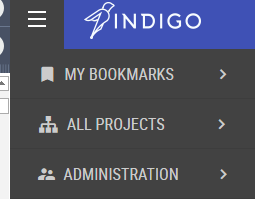 INDIGO
MY BOOKMARKS
ALL PROJECTS
ADMINISTRATION